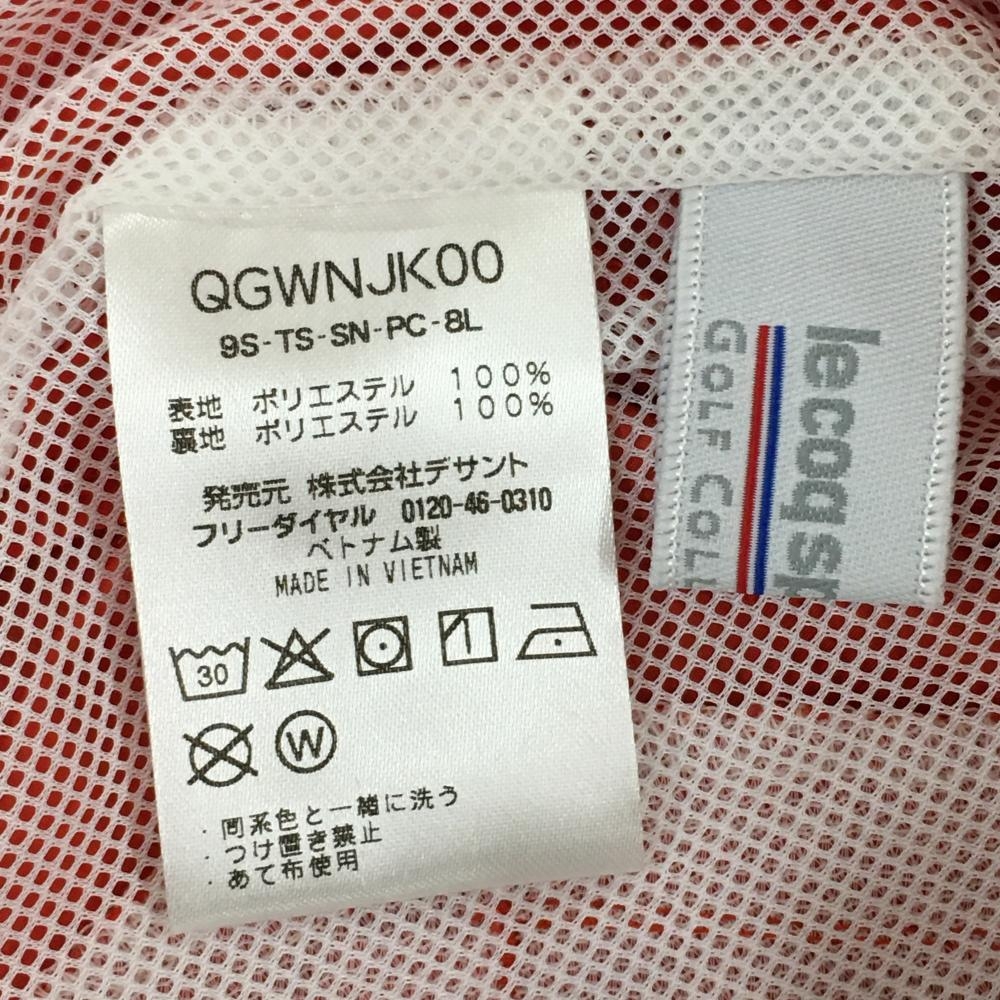 QGWNJK00
9S-TS-SN-PC-8L
表地 ポリエステル 100%
裏地 ポリエステル 100%
発売元 株式会社デサント
フリーダイヤル 0120-46-0310
ベトナム製
MADE IN VIETNAM
30
1
W
・同系色と一緒に洗う
・つけ置き禁止
・あて布使用
lecoqsp
GOLF COL